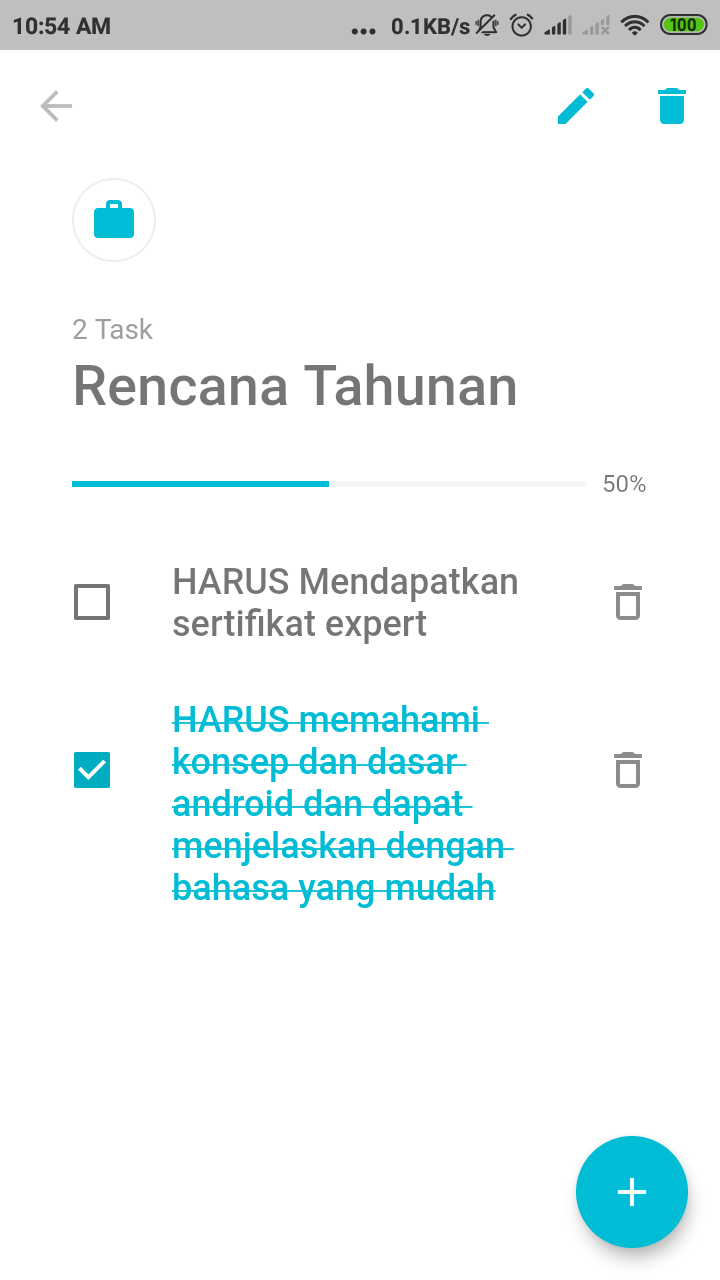 10:54 AM ... 0.1KB/s 100
2 Task
Rencana Tahunan
50%
HARUS Mendapatkan
sertifikat expert
HARUS memahami
konsep dan dasar
android dan dapat
menjelaskan dengan
bahasa yang mudah